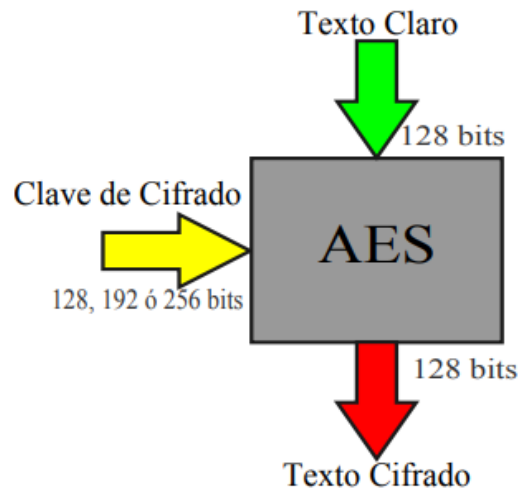 Texto Claro
128 bits
Clave de Cifrado
AES
128, 192 ó 256 bits
128 bits
Texto Cifrado